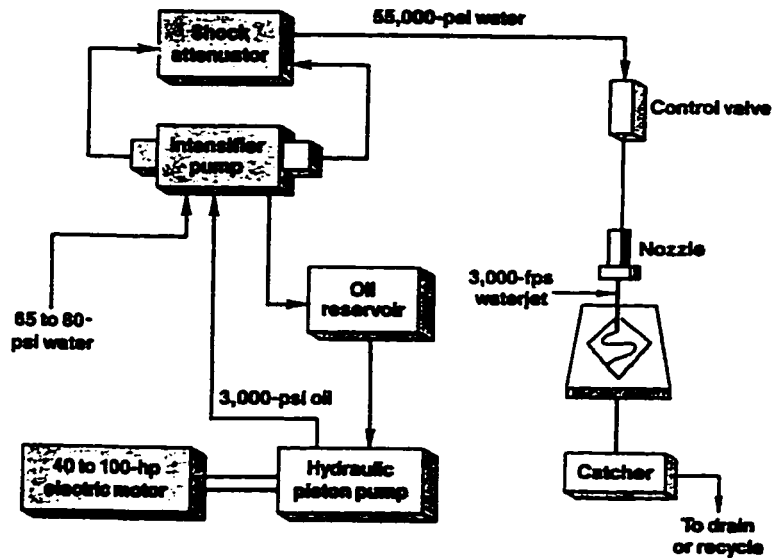 55,000-psi water
Shock
attenuator
Control valve
Intensifier
pump
Nozzle
3,000-fps
waterjet
Oil
reservoir
65 to 80-
psi water
3,000-psi oil
40 to 100-hp
electric motor
Hydraulic
piston pump
Catcher
To drain
or recycle